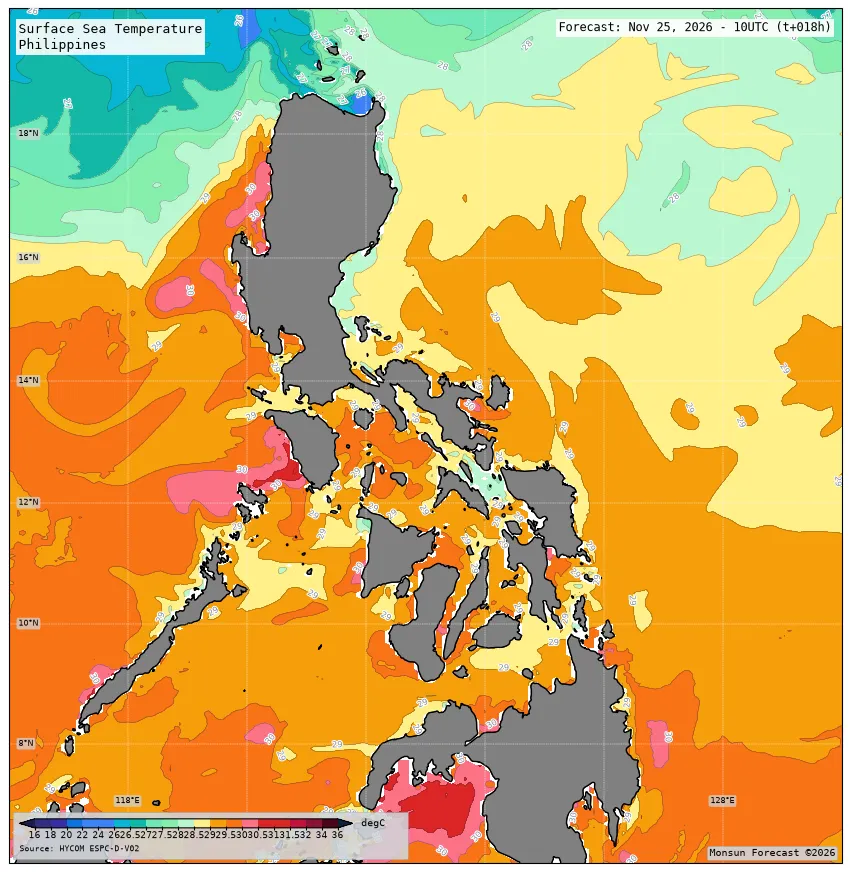 Surface Sea Temperature
Philippines
Forecast: Nov 25, 2026 - 10UTC (t+018h)
18°N
16°N
14°N
12°N
10°N
8°N
118°E
128°E
degC
16 18 20 22 24 26 26.5 27 27.5 28 28.5 29 29.5 30 30.5 31 31.5 32 34 36
Source: HYCOM ESPC-D-V02
Monsun Forecast ©2026